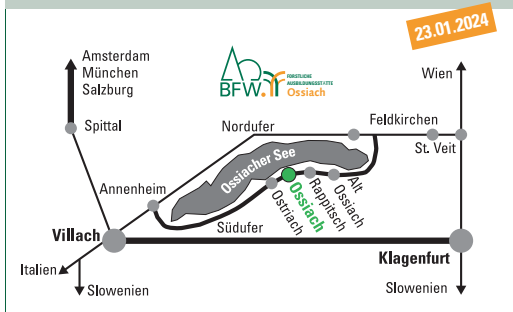 23.01.2024
Amsterdam
München
Salzburg
BFW
FORSTLICHE
AUSBILDUNGSSTÄTTE
Ossiach
Wien
Spittal
Nordufer
Feldkirchen
St. Veit
Ossiacher See
Annenheim
Ostriach
Ossiach
Rappitsch
Alt
Ossiach
Südufer
Villach
Klagenfurt
Italien
Slowenien
Slowenien